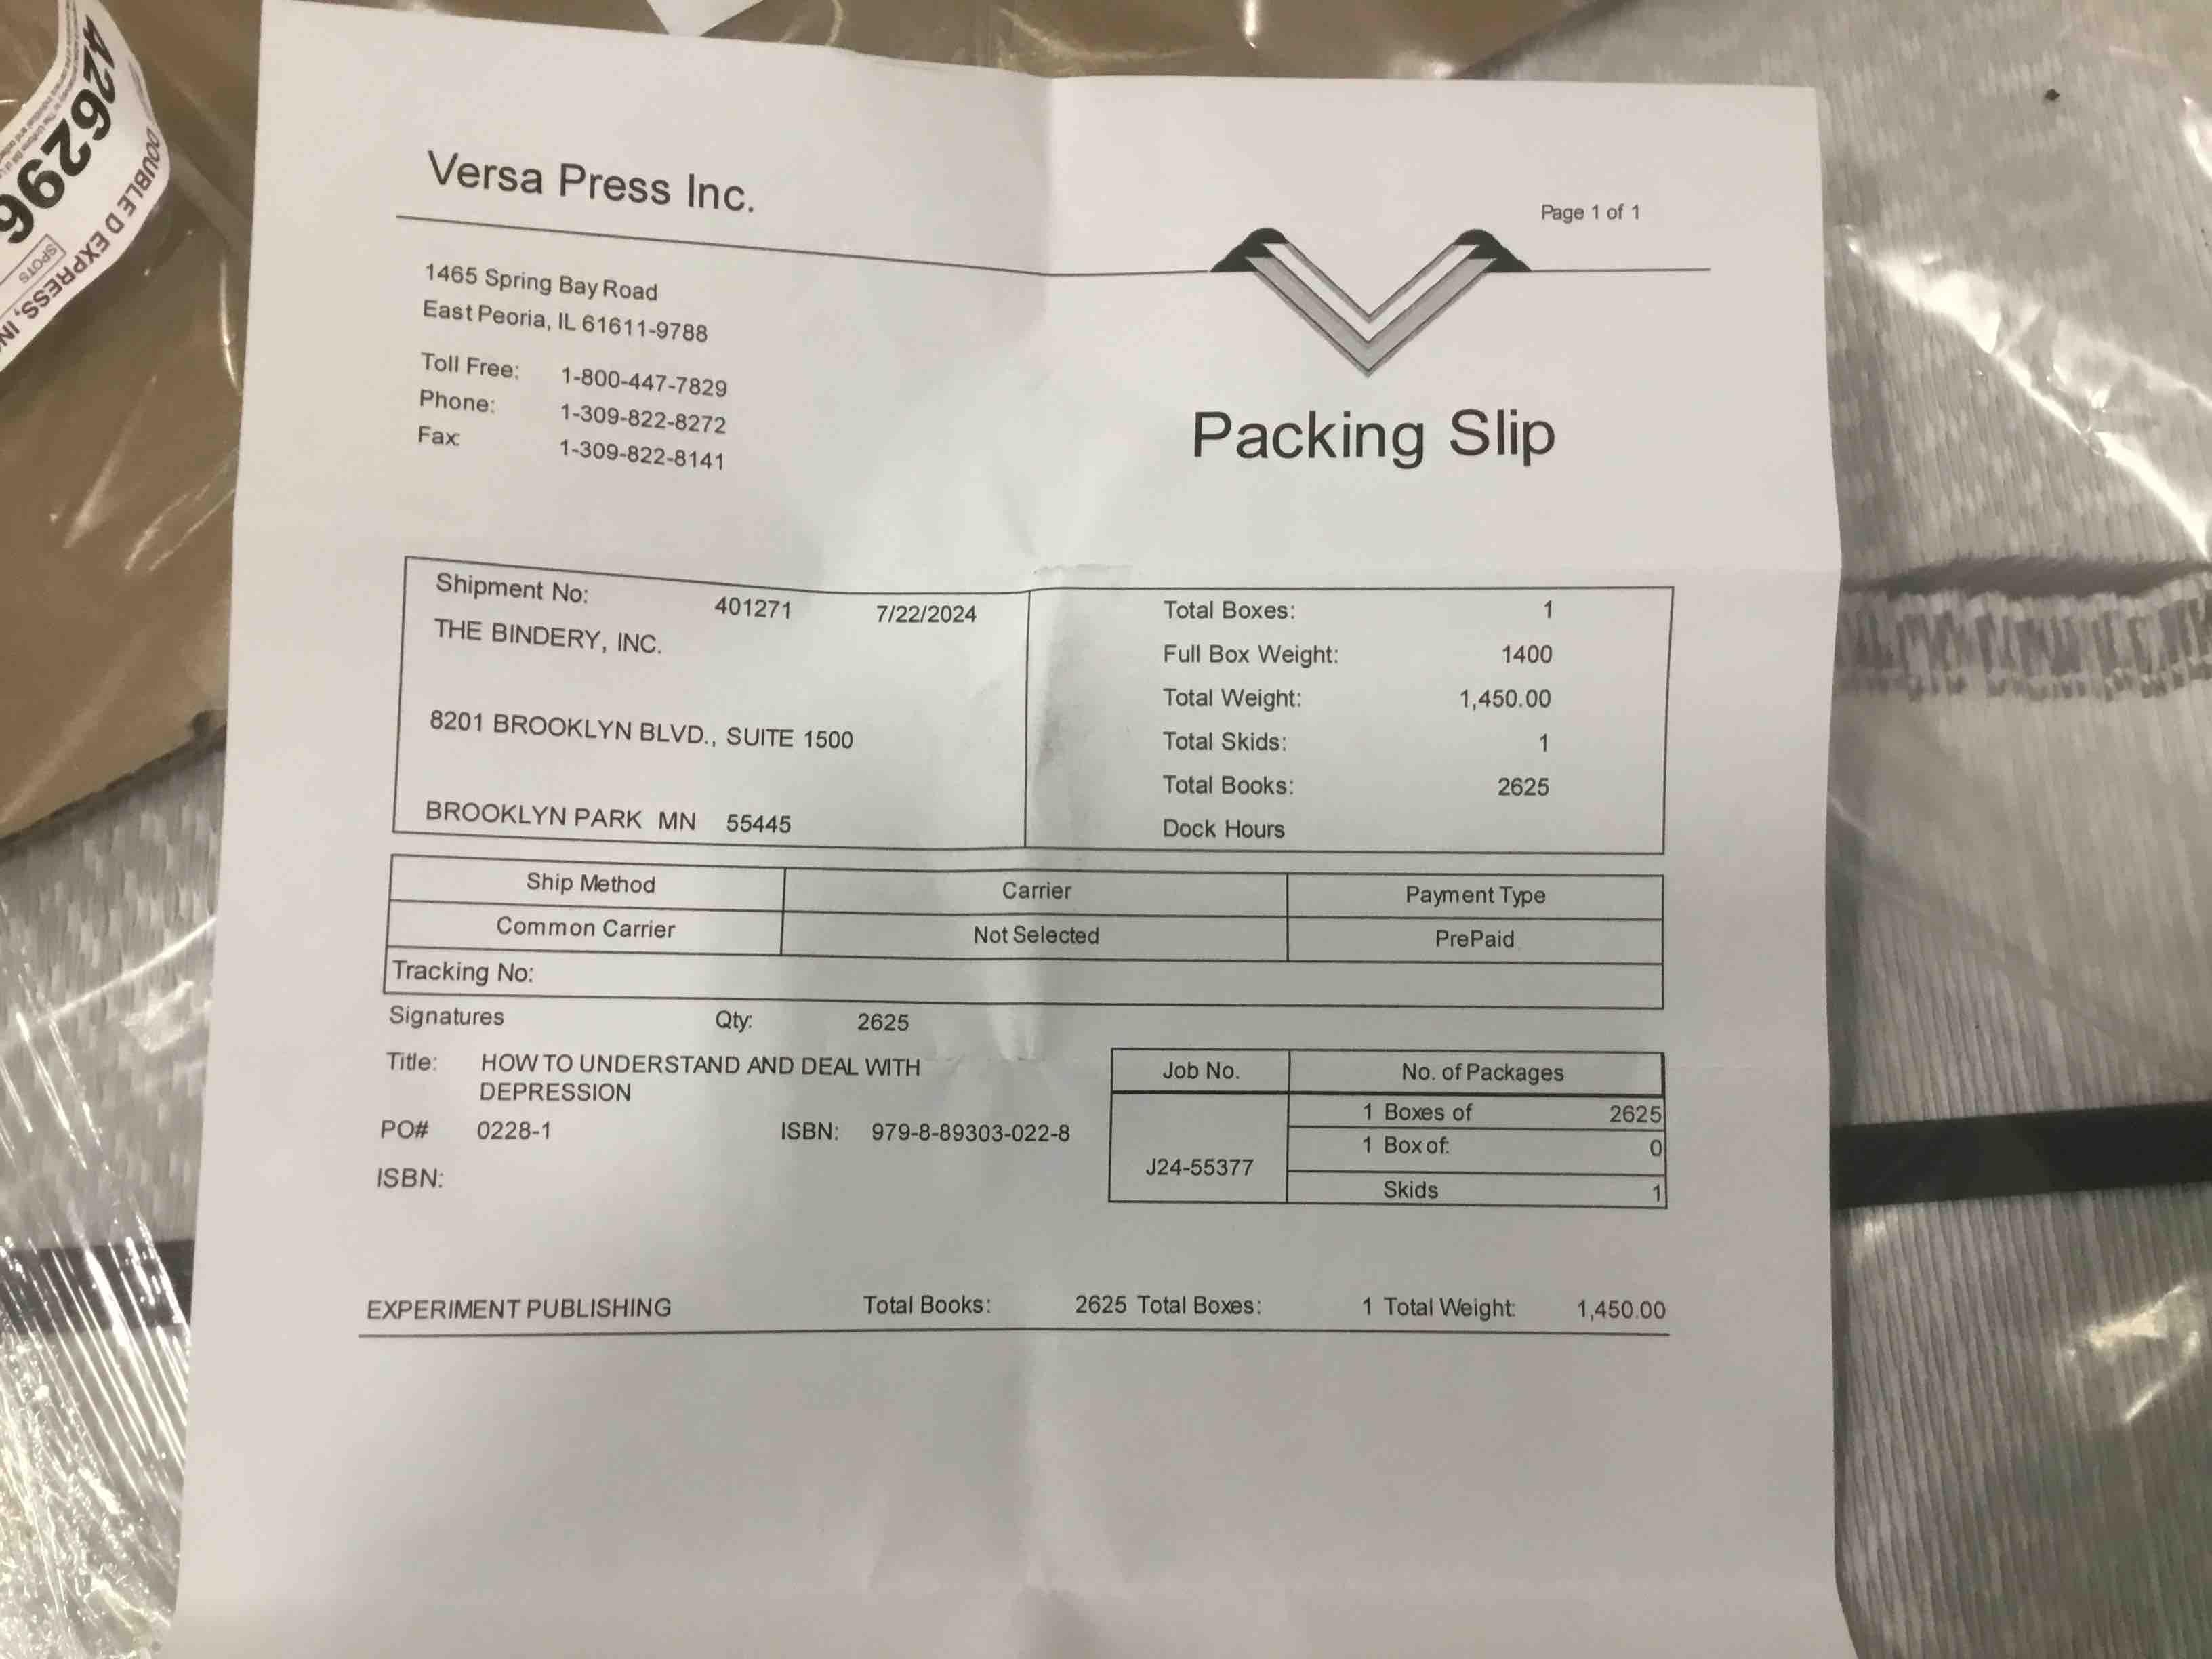 426296
DOUBLE D EXPRESS, IN
SPOTS
Versa Press Inc.
Page 1 of 1
1465 Spring Bay Road
East Peoria, IL 61611-9788
Toll Free: 1-800-447-7829
Phone: 1-309-822-8272
Fax: 1-309-822-8141
Packing Slip
Shipment No: 401271 7/22/2024
THE BINDERY, INC.
8201 BROOKLYN BLVD., SUITE 1500
BROOKLYN PARK MN 55445
Total Boxes: 1
Full Box Weight: 1400
Total Weight: 1,450.00
Total Skids: 1
Total Books: 2625
Dock Hours
Ship Method Carrier Payment Type
Common Carrier Not Selected PrePaid
Tracking No:
Signatures Qty: 2625
Title: HOW TO UNDERSTAND AND DEAL WITH
DEPRESSION
PO# 0228-1 ISBN: 979-8-89303-022-8
ISBN:
Job No. No. of Packages
J24-55377
1 Boxes of 2625
1 Box of: 0
Skids 1
EXPERIMENT PUBLISHING Total Books: 2625 Total Boxes: 1 Total Weight: 1,450.00